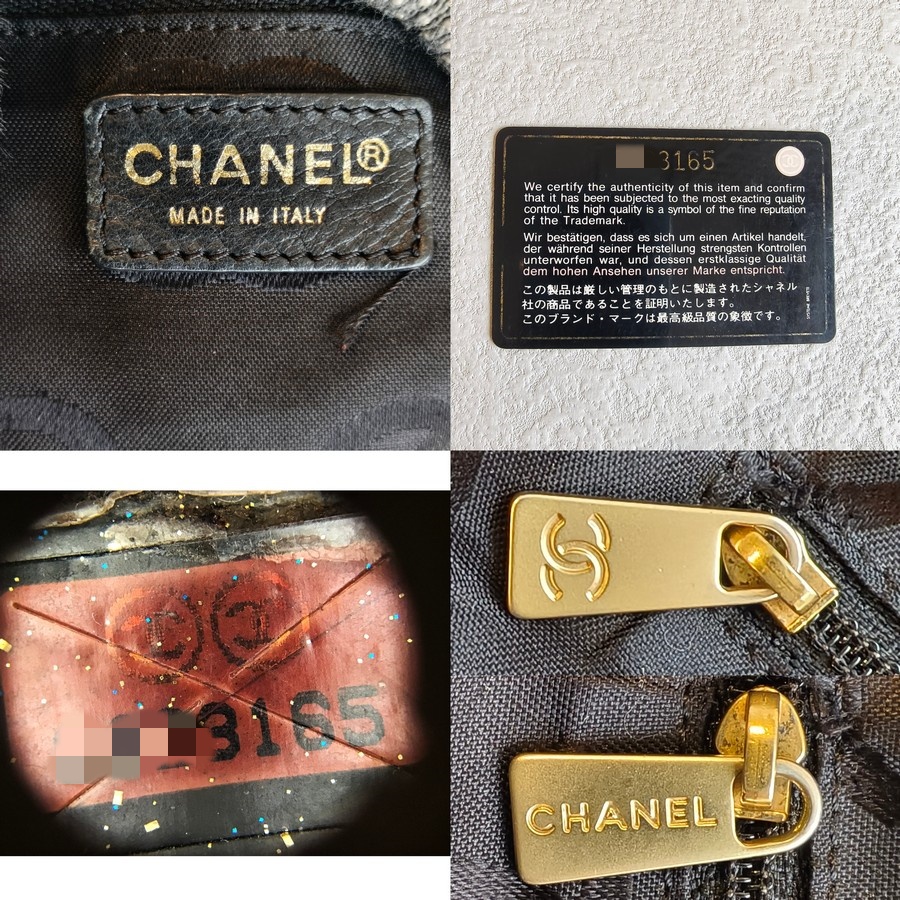 CHANEL®
MADE IN ITALY
3165
We certify the authenticity of this item and confirm
that it has been subjected to the most exacting quality
control. Its high quality is a symbol of the fine reputation
of the Trademark.
Wir bestätigen, dass es sich um einen Artikel handelt,
der während seiner Herstellung strengsten Kontrollen
unterworfen war, und dessen erstklassige Qualität
dem hohen Ansehen unserer Marke entspricht.
この製品は厳しい管理のもとに製造されたシャネル
社の商品であることを証明いたします。
このブランド・マークは最高級品質の象徴です。
3165
CHANEL